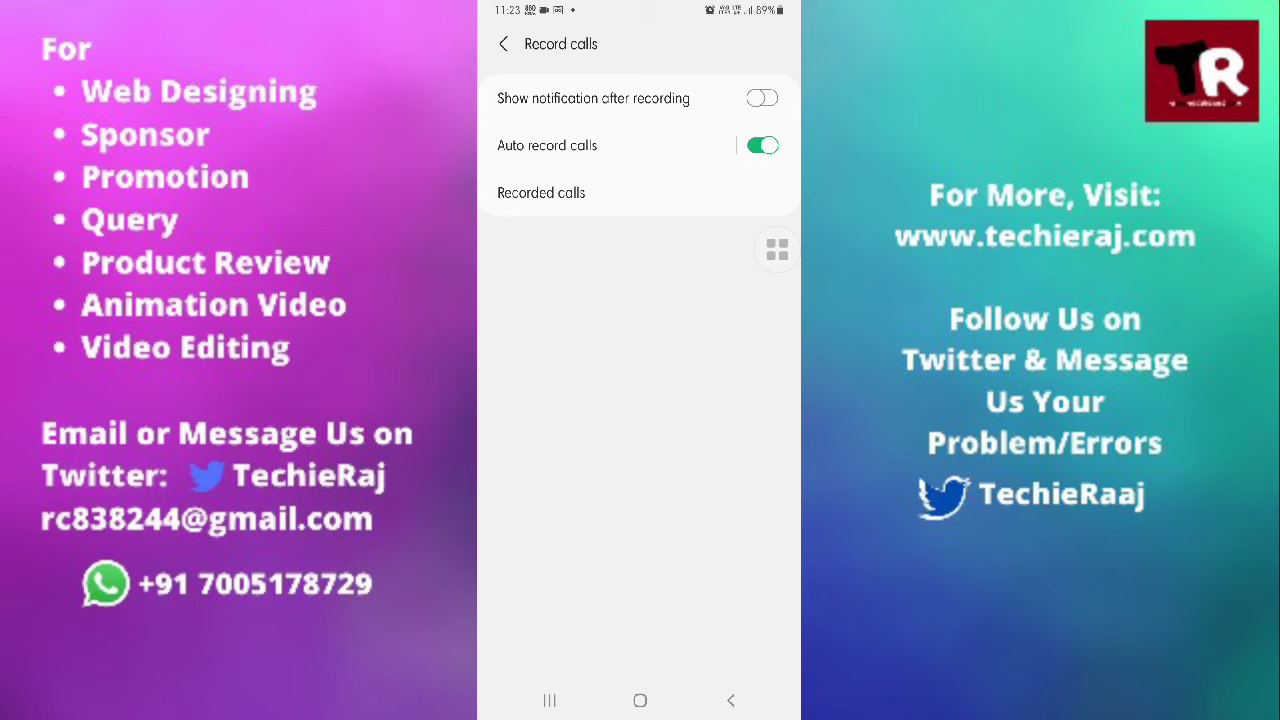 For
• Web Designing
• Sponsor
• Promotion
• Query
• Product Review
• Animation Video
• Video Editing
Email or Message Us on
Twitter: TechieRaj
rc838244@gmail.com
+91 7005178729
11:23
89%
Record calls
Show notification after recording
Auto record calls
Recorded calls
TR
For More, Visit:
www.techieraj.com
Follow Us on
Twitter & Message
Us Your
Problem/Errors
TechieRaaj